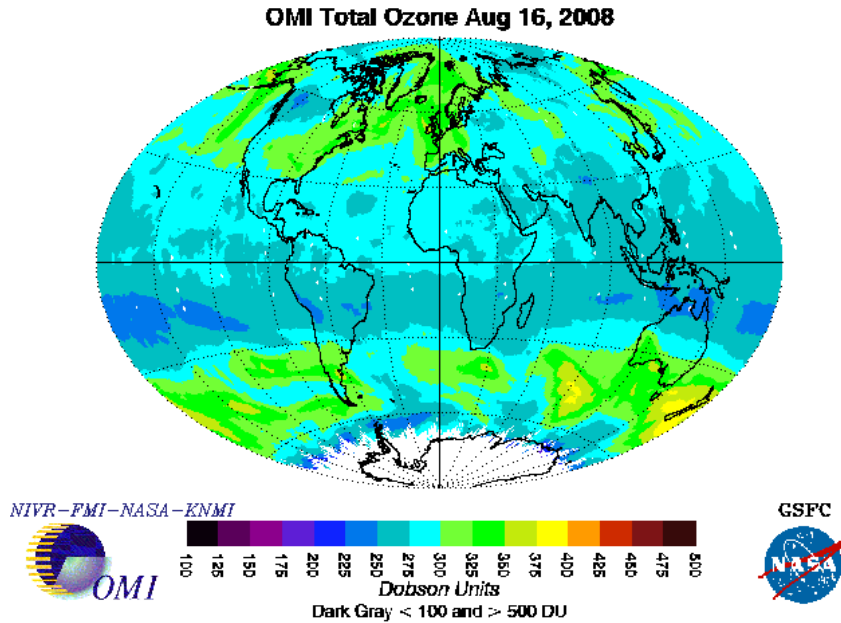 OMI Total Ozone Aug 16, 2008
NIVR-FMI-NASA-KNMI
GSFC
OMI
NASA
100 125 150 175 200 225 250 275 300 325 350 375 400 425 450 475 500
Dobson Units
Dark Gray < 100 and > 500 DU